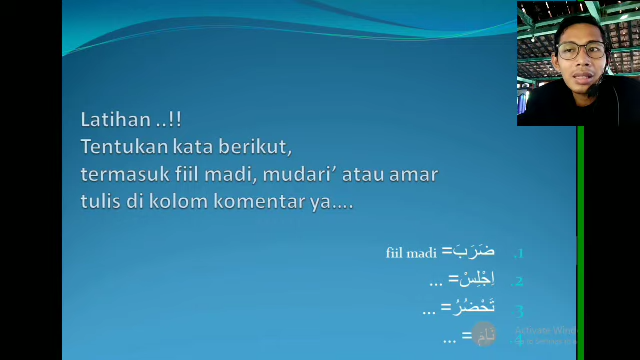 Latihan ..!!
Tentukan kata berikut,
termasuk fiil madi, mudari’ atau amar
tulis di kolom komentar ya....
1. ضَرَبَ= fiil madi
2. اِجْلِسْ= ...
3. تَحْضُرُ= ...
= ...
Activate